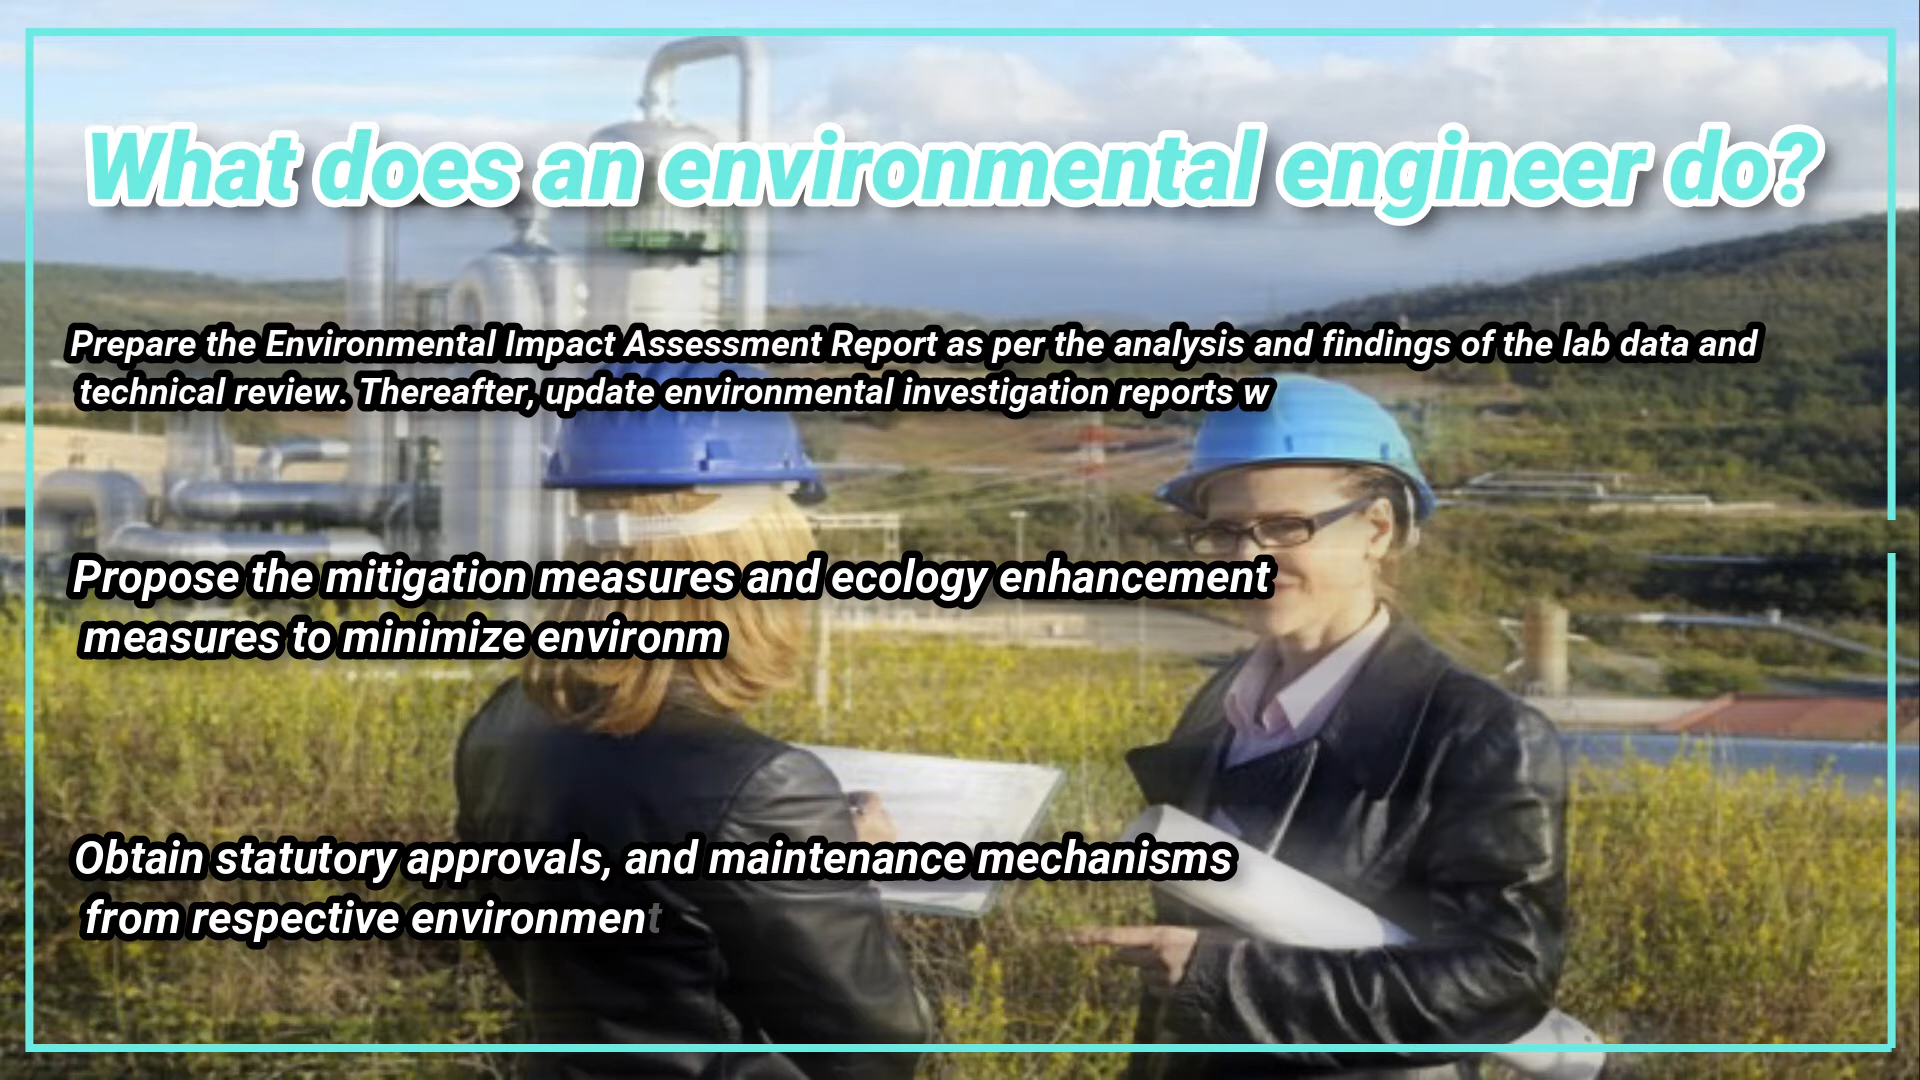 What does an environmental engineer do?
Prepare the Environmental Impact Assessment Report as per the analysis and findings of the lab data and
technical review. Thereafter, update environmental investigation reports w
Propose the mitigation measures and ecology enhancement
measures to minimize environm
Obtain statutory approvals, and maintenance mechanisms
from respective environment